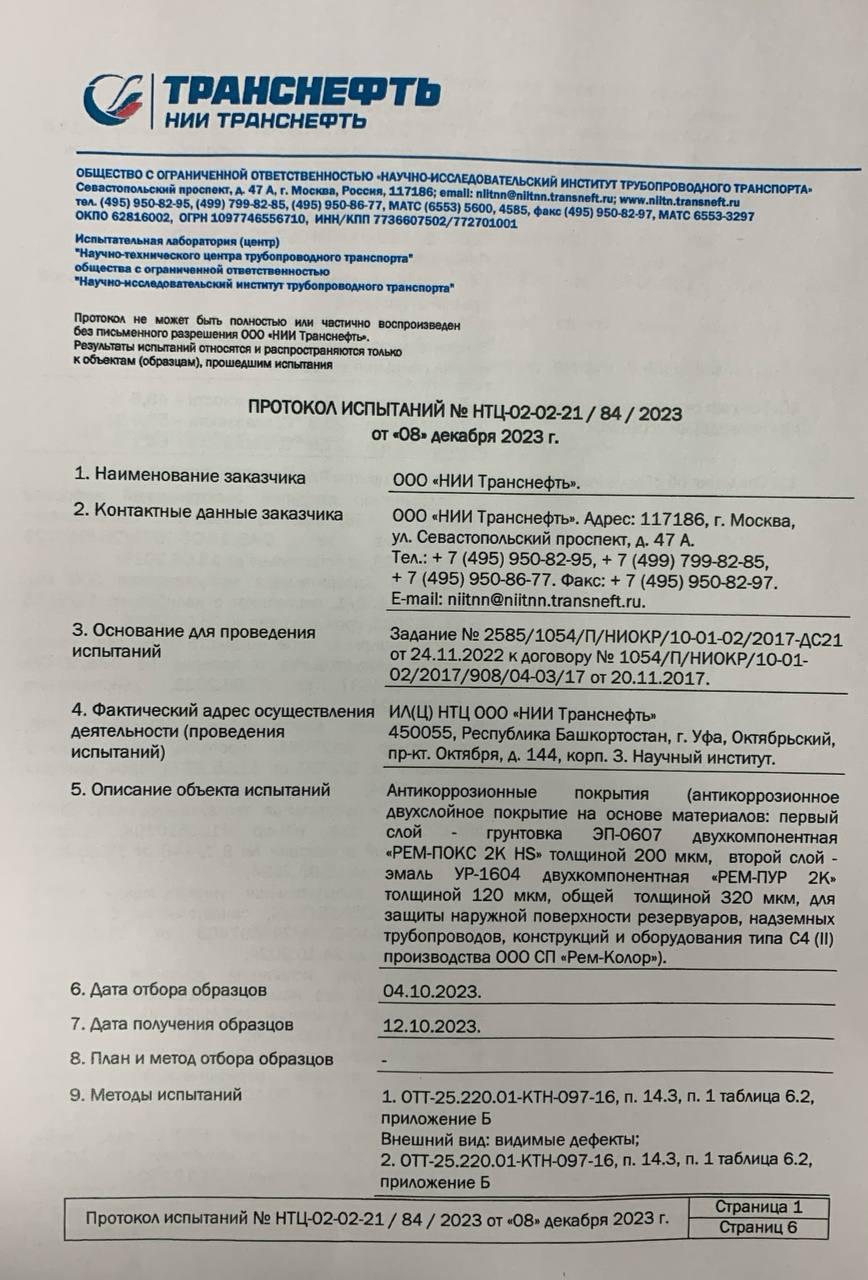 ТРАНСНЕФТЬ
НИИ ТРАНСНЕФТЬ
ОБЩЕСТВО С ОГРАНИЧЕННОЙ ОТВЕТСТВЕННОСТЬЮ «НАУЧНО-ИССЛЕДОВАТЕЛЬСКИЙ ИНСТИТУТ ТРУБОПРОВОДНОГО ТРАНСПОРТА»
Севастопольский проспект, д. 47 А, г. Москва, Россия, 117186; email: niitnn@niitnn.transneft.ru; www.niitn.transneft.ru
тел. (495) 950-82-95, (499) 799-82-85, (495) 950-86-77, МАТС (6553) 5600, 4585, факс (495) 950-82-97, МАТС 6553-3297
ОКПО 62816002, ОГРН 1097746556710, ИНН/КПП 7736607502/772701001
Испытательная лаборатория (центр)
"Научно-технического центра трубопроводного транспорта"
общества с ограниченной ответственностью
"Научно-исследовательский институт трубопроводного транспорта"
Протокол не может быть полностью или частично воспроизведен
без письменного разрешения ООО «НИИ Транснефть».
Результаты испытаний относятся и распространяются только
к объектам (образцам), прошедшим испытания
ПРОТОКОЛ ИСПЫТАНИЙ № НТЦ-02-02-21 / 84 / 2023
от «08» декабря 2023 г.
1. Наименование заказчика
ООО «НИИ Транснефть».
2. Контактные данные заказчика
ООО «НИИ Транснефть». Адрес: 117186, г. Москва,
ул. Севастопольский проспект, д. 47 А.
Тел.: + 7 (495) 950-82-95, + 7 (499) 799-82-85,
+ 7 (495) 950-86-77. Факс: + 7 (495) 950-82-97.
E-mail: niitnn@niitnn.transneft.ru.
3. Основание для проведения
испытаний
Задание № 2585/1054/П/НИОКР/10-01-02/2017-ДС21
от 24.11.2022 к договору № 1054/П/НИОКР/10-01-
02/2017/908/04-03/17 от 20.11.2017.
4. Фактический адрес осуществления
деятельности (проведения
испытаний)
ИЛ(Ц) НТЦ ООО «НИИ Транснефть»
450055, Республика Башкортостан, г. Уфа, Октябрьский,
пр-кт. Октября, д. 144, корп. 3. Научный институт.
5. Описание объекта испытаний
Антикоррозионные покрытия (антикоррозионное
двухслойное покрытие на основе материалов: первый
слой - грунтовка ЭП-0607 двухкомпонентная
«РЕМ-ПОКС 2К HS» толщиной 200 мкм, второй слой -
эмаль УР-1604 двухкомпонентная «РЕМ-ПУР 2К»
толщиной 120 мкм, общей толщиной 320 мкм, для
защиты наружной поверхности резервуаров, надземных
трубопроводов, конструкций и оборудования типа С4 (II)
производства ООО СП «Рем-Колор»).
6. Дата отбора образцов
04.10.2023.
7. Дата получения образцов
12.10.2023.
8. План и метод отбора образцов
-
9. Методы испытаний
1. ОТТ-25.220.01-КТН-097-16, п. 14.3, п. 1 таблица 6.2,
приложение Б
Внешний вид: видимые дефекты;
2. ОТТ-25.220.01-КТН-097-16, п. 14.3, п. 1 таблица 6.2,
приложение Б
Протокол испытаний № НТЦ-02-02-21 / 84 / 2023 от «08» декабря 2023 г.
Страница 1
Страниц 6